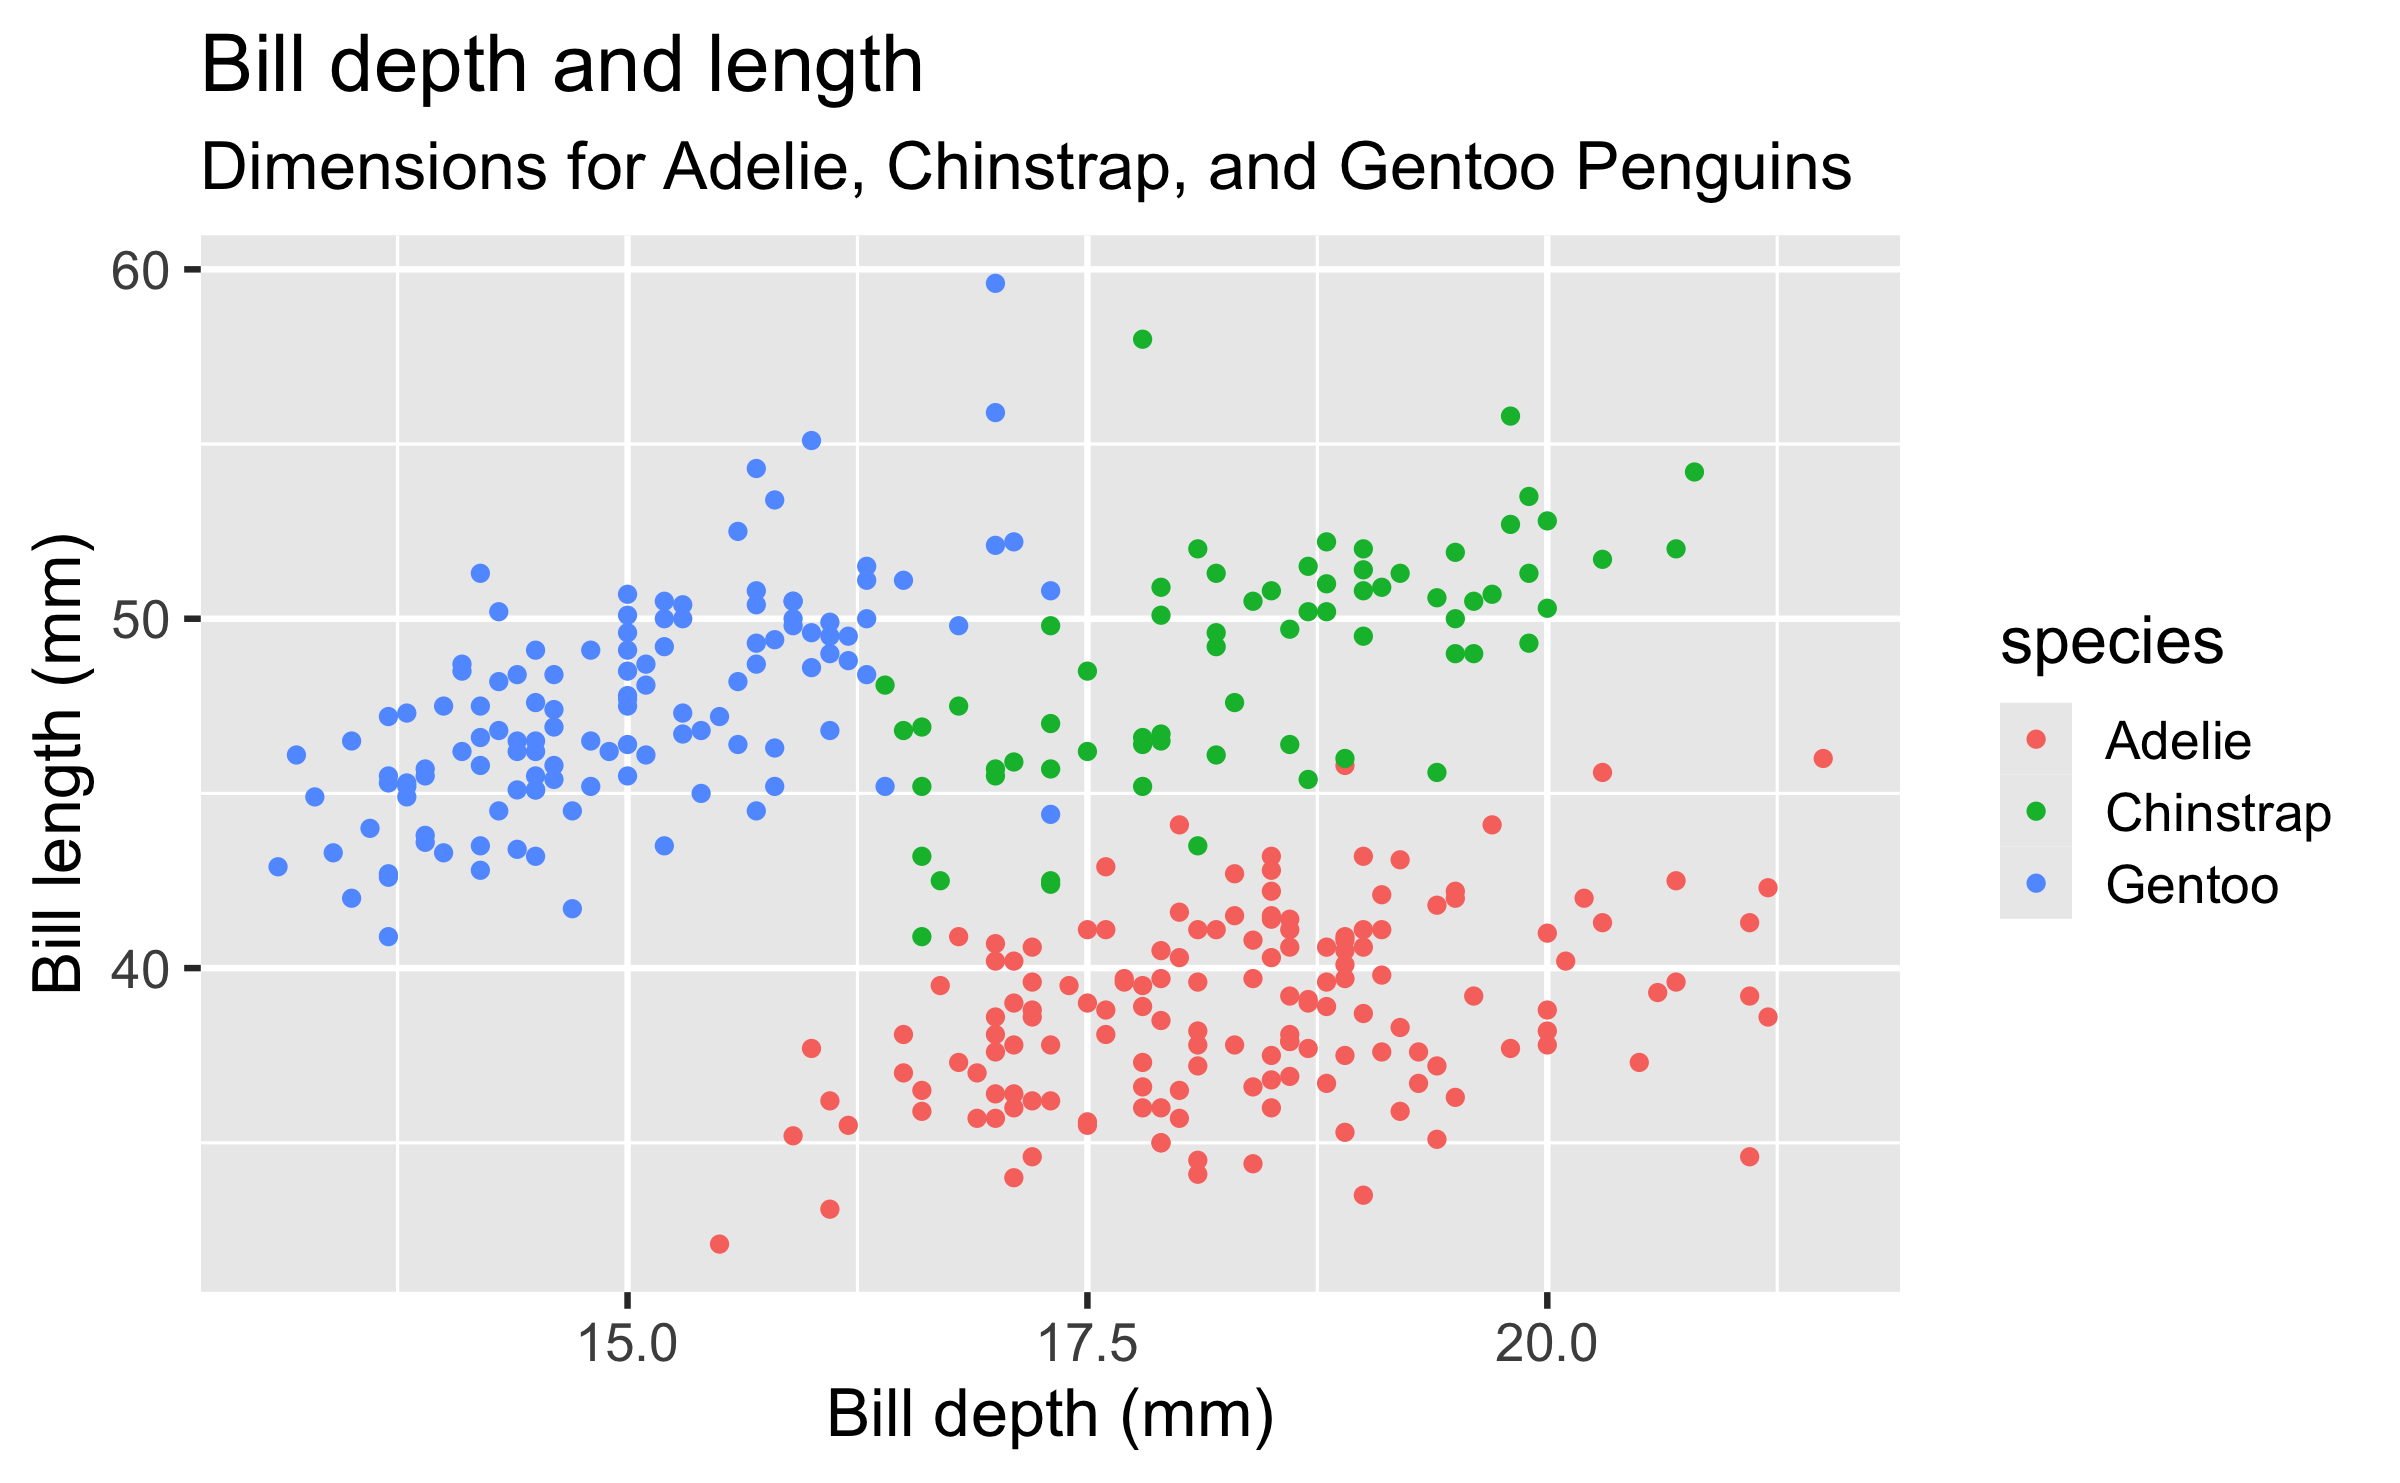 Bill depth and length
Dimensions for Adelie, Chinstrap, and Gentoo Penguins
60
50
40
Bill length (mm)
15.0
17.5
20.0
Bill depth (mm)
species
Adelie
Chinstrap
Gentoo